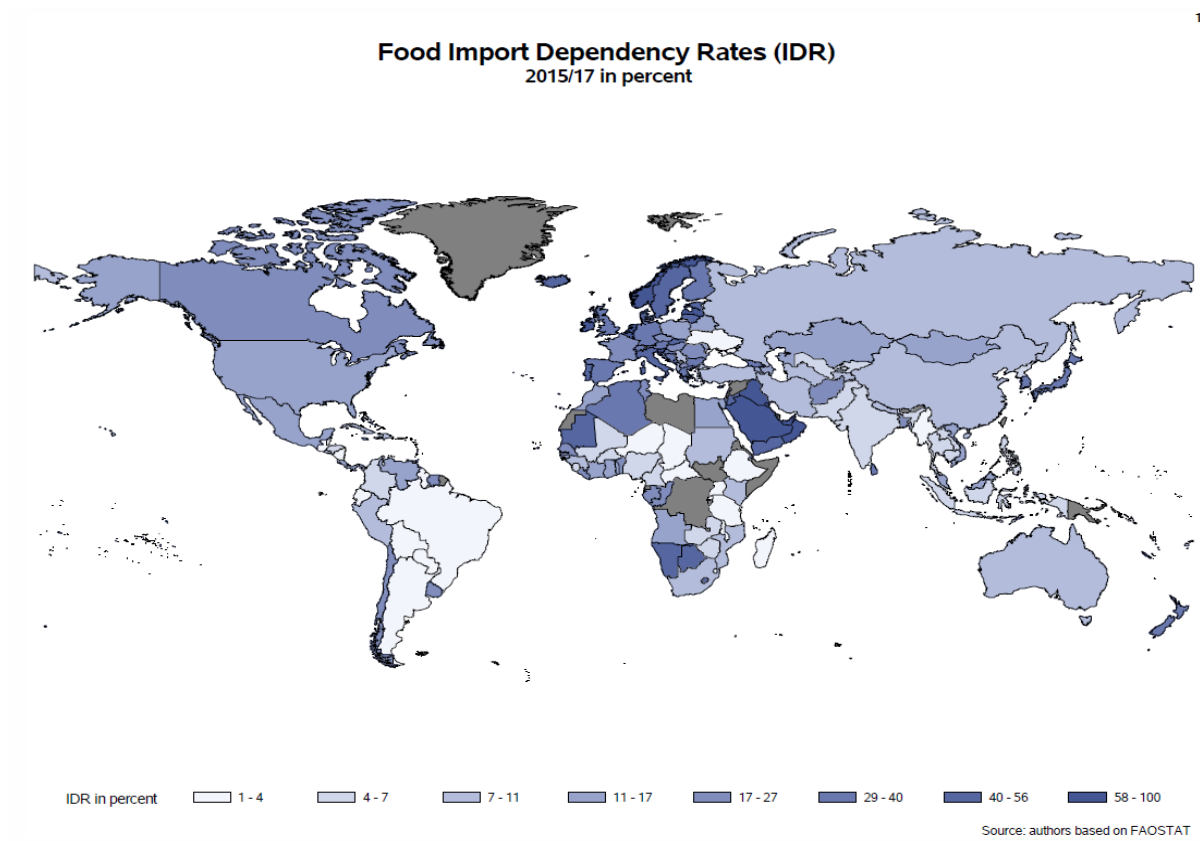 1
Food Import Dependency Rates (IDR)
2015/17 in percent
IDR in percent 1 - 4 4 - 7 7 - 11 11 - 17 17 - 27 29 - 40 40 - 56 58 - 100
Source: authors based on FAOSTAT